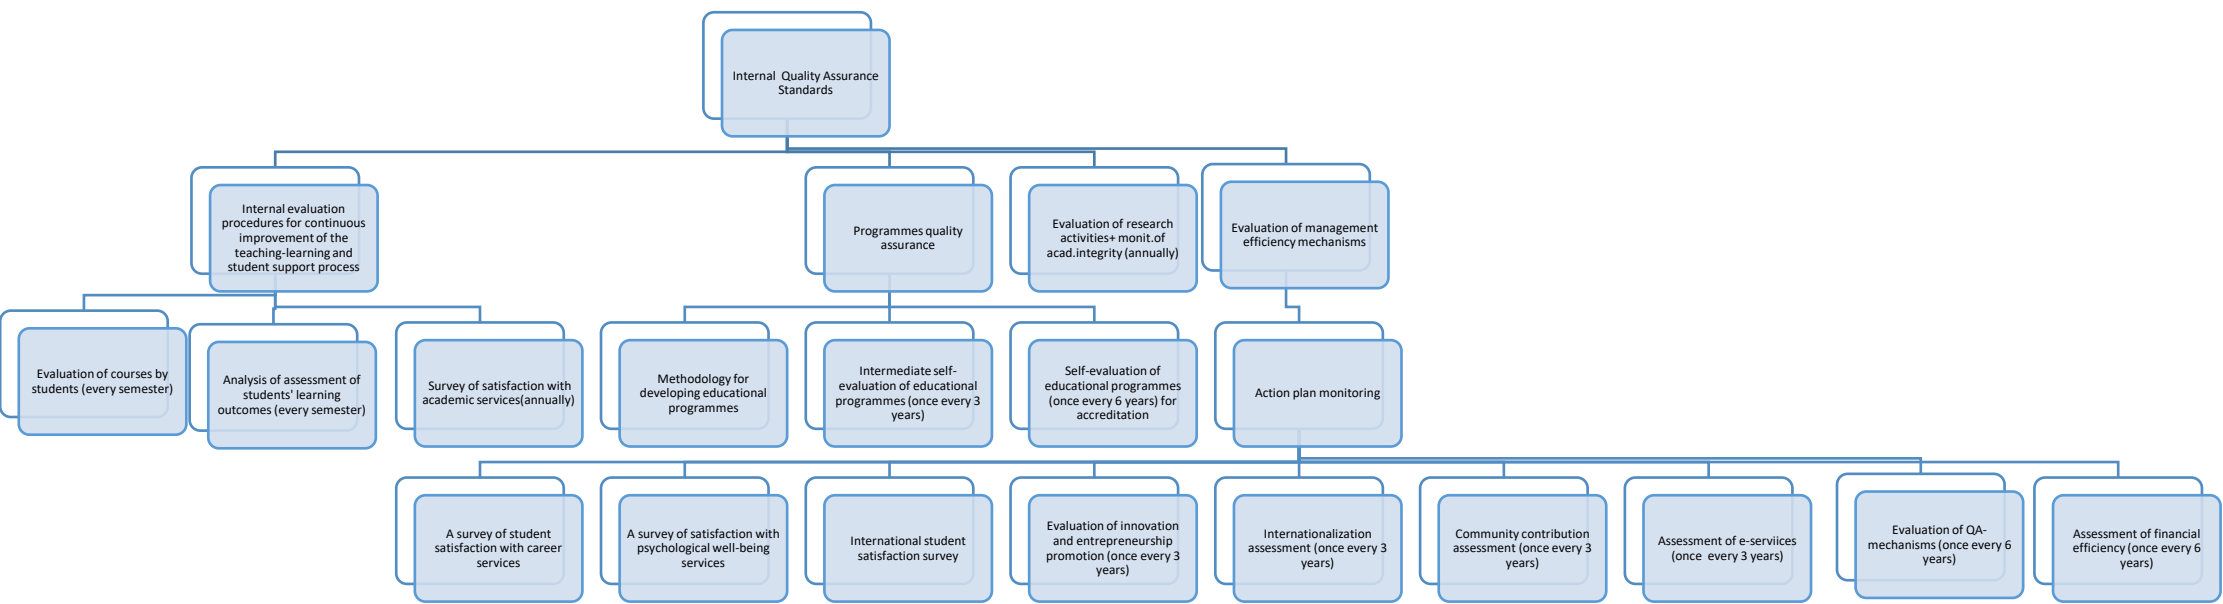 Internal Quality Assurance
Standards
Internal evaluation
procedures for continuous
improvement of the
teaching-learning and
student support process
Programmes quality
assurance
Evaluation of research
activities+ monit.of
acad.integrity (annually)
Evaluation of management
efficiency mechanisms
Evaluation of courses by
students (every semester)
Analysis of assessment of
students' learning
outcomes (every semester)
Survey of satisfaction with
academic services(annually)
Methodology for
developing educational
programmes
Intermediate self-
evaluation of educational
programmes (once every 3
years)
Self-evaluation of
educational programmes
(once every 6 years) for
accreditation
Action plan monitoring
A survey of student
satisfaction with career
services
A survey of satisfaction with
psychological well-being
services
International student
satisfaction survey
Evaluation of innovation
and entrepreneurship
promotion (once every 3
years)
Internationalization
assessment (once every 3
years)
Community contribution
assessment (once every 3
years)
Assessment of e-serviices
(once every 3 years)
Evaluation of QA-
mechanisms (once every 6
years)
Assessment of financial
efficiency (once every 6
years)